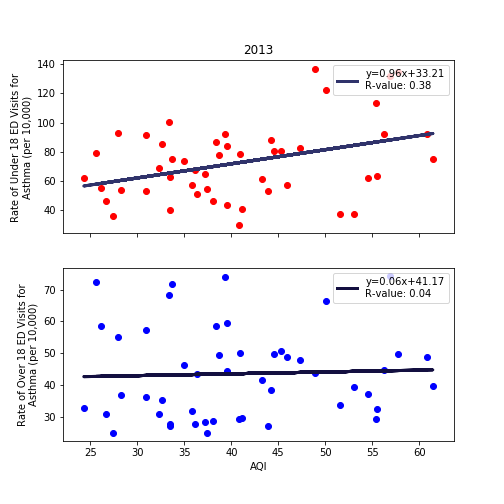 2013
140
120
100
80
60
40
Rate of Under 18 ED Visits for
Asthma (per 10,000)
y=0.96x+33.21
R-value: 0.38
70
60
50
40
30
Rate of Over 18 ED Visits for
Asthma (per 10,000)
y=0.06x+41.17
R-value: 0.04
25 30 35 40 45 50 55 60
AQI